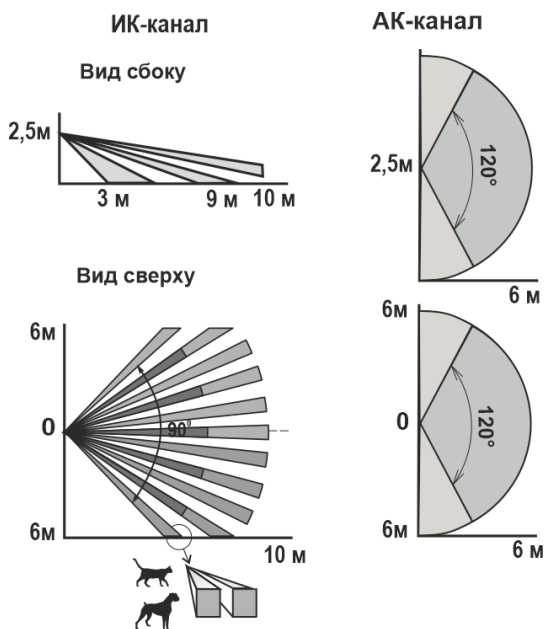 ИК-канал
Вид сбоку
2,5м
3 м
9 м
10 м
Вид сверху
6м
0
90⁰
6м
10 м
АК-канал
2,5м
120°
6 м
6м
0
120°
6м
6 м